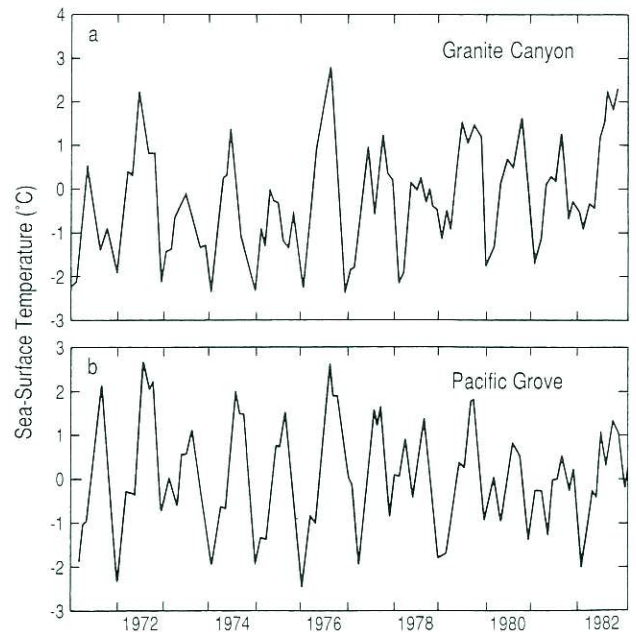 4
a
Granite Canyon
3
2
1
0
-1
-2
-3
Sea-Surface Temperature (°C)
3
b
Pacific Grove
2
1
0
-1
-2
-3
1972 1974 1976 1978 1980 1982